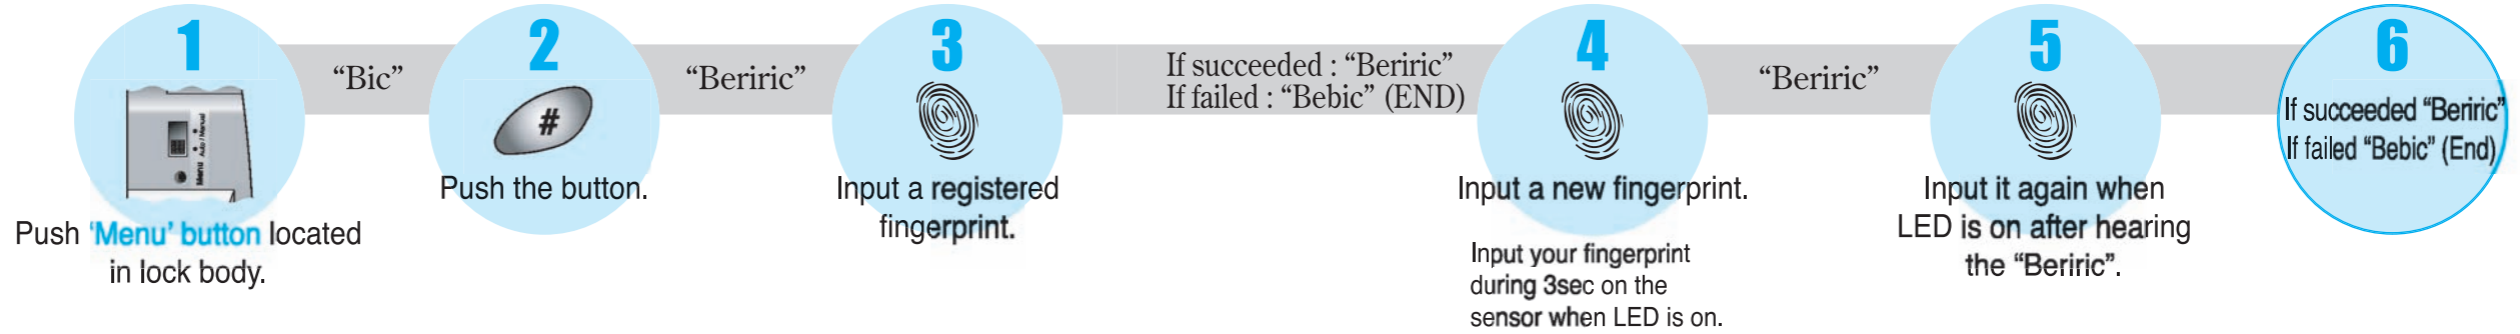 1
Menu
Auto / Manual
Push ‘Menu’ button located
in lock body.
“Bic”
2
#
Push the button.
“Beriric”
3
Input a registered
fingerprint.
If succeeded : “Beriric”
If failed : “Bebic” (END)
4
Input a new fingerprint.
Input your fingerprint
during 3sec on the
sensor when LED is on.
“Beriric”
5
Input it again when
LED is on after hearing
the “Beriric”.
6
If succeeded “Beriric”
If failed “Bebic” (End)